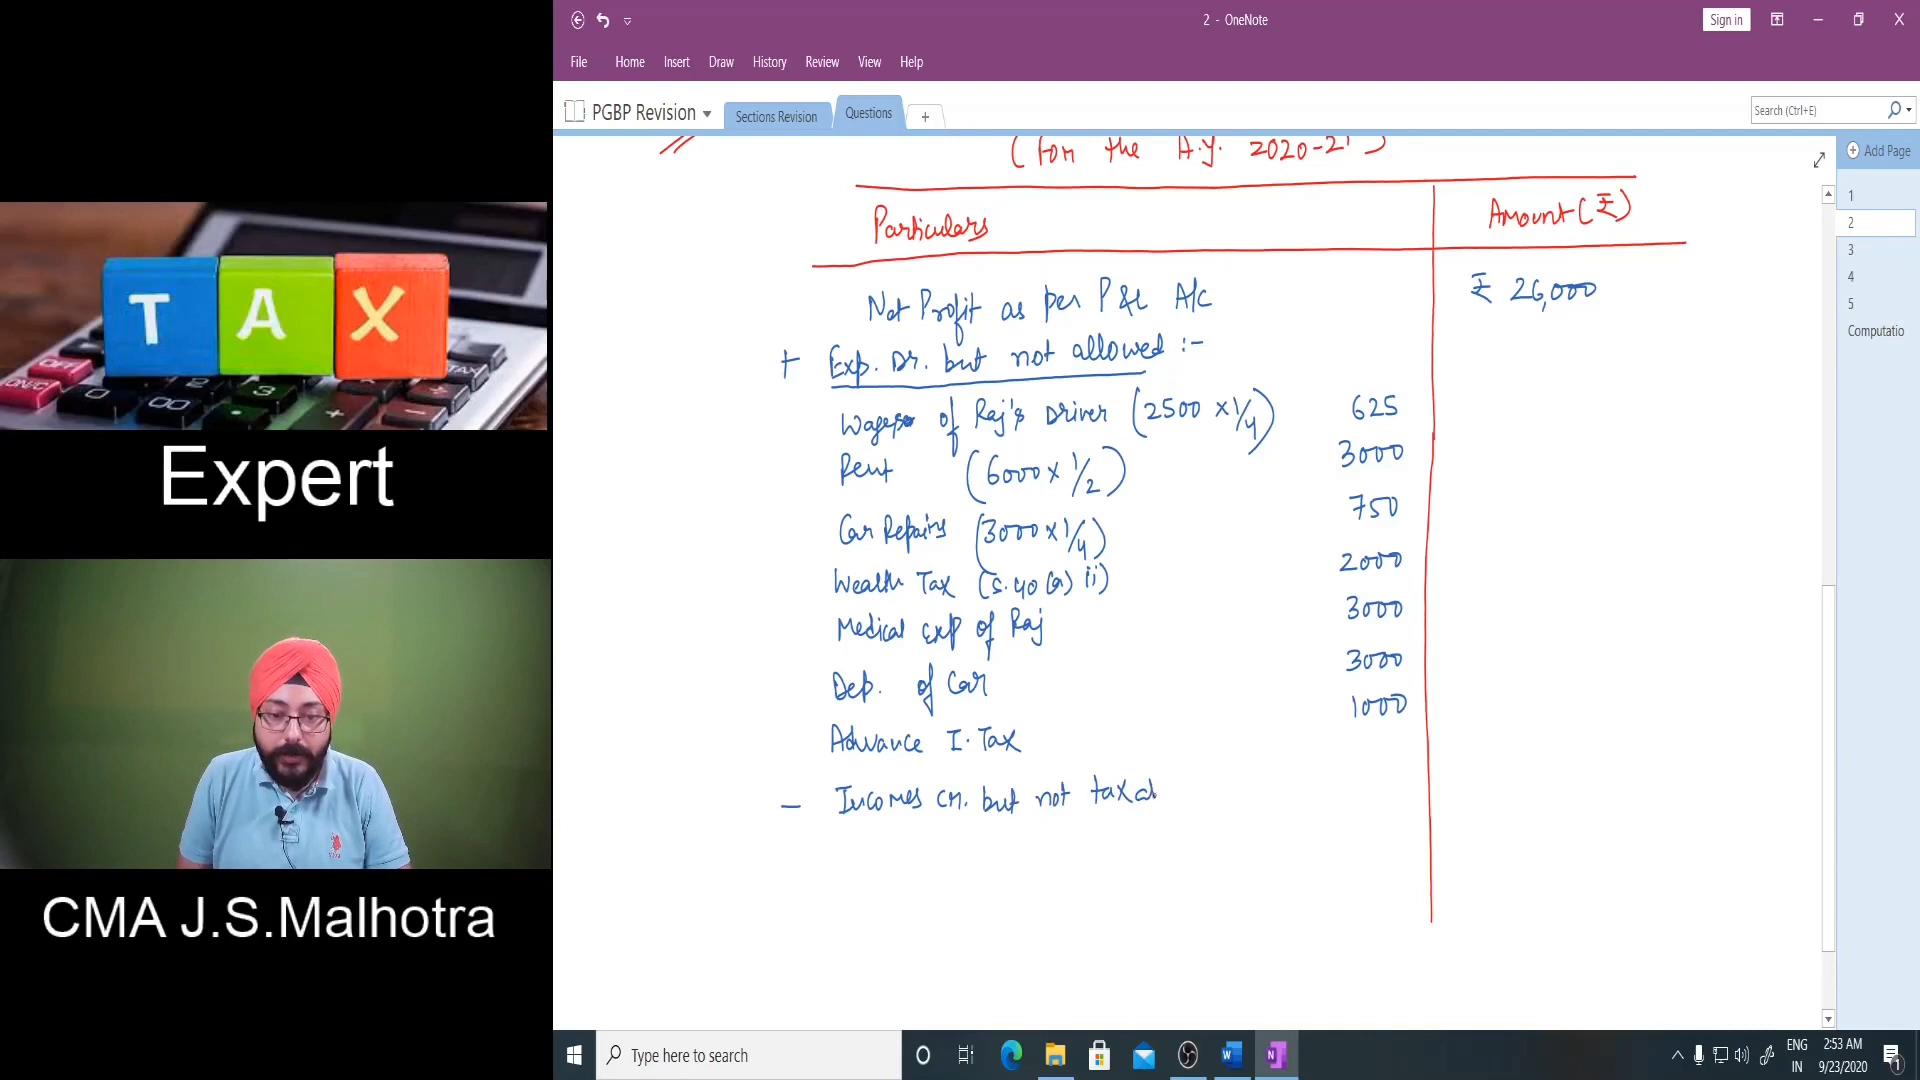 2 - OneNote
Sign in
File Home Insert Draw History Review View Help
PGBP Revision
Sections Revision
Questions
+
Search (Ctrl+E)
Add Page
1
2
3
4
5
Computatio
(For the A.Y. 2020-21)
Particulars Amount (₹)
Net Profit as per P&L A/c ₹ 26,000
+ Exp. Dr. but not allowed :-
Wages of Raj's Driver (2500 x 1/4) 625
Rent (6000 x 1/2) 3000
Car Repairs (3000 x 1/4) 750
Wealth Tax (S. 40 (a) ii) 2000
Medical Exp of Raj 3000
Dep. of Car 3000
Advance I. Tax 1000
- Incomes Cr. but not taxa
TAX
Expert
CMA J.S.Malhotra
Type here to search
ENG
IN
2:53 AM
9/23/2020
1